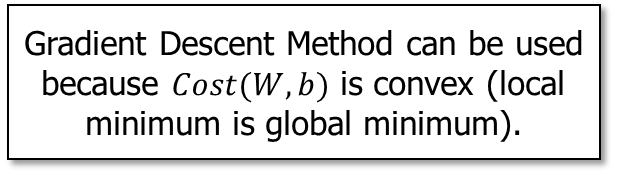 Gradient Descent Method can be used
because Cost(W, b) is convex (local
minimum is global minimum).